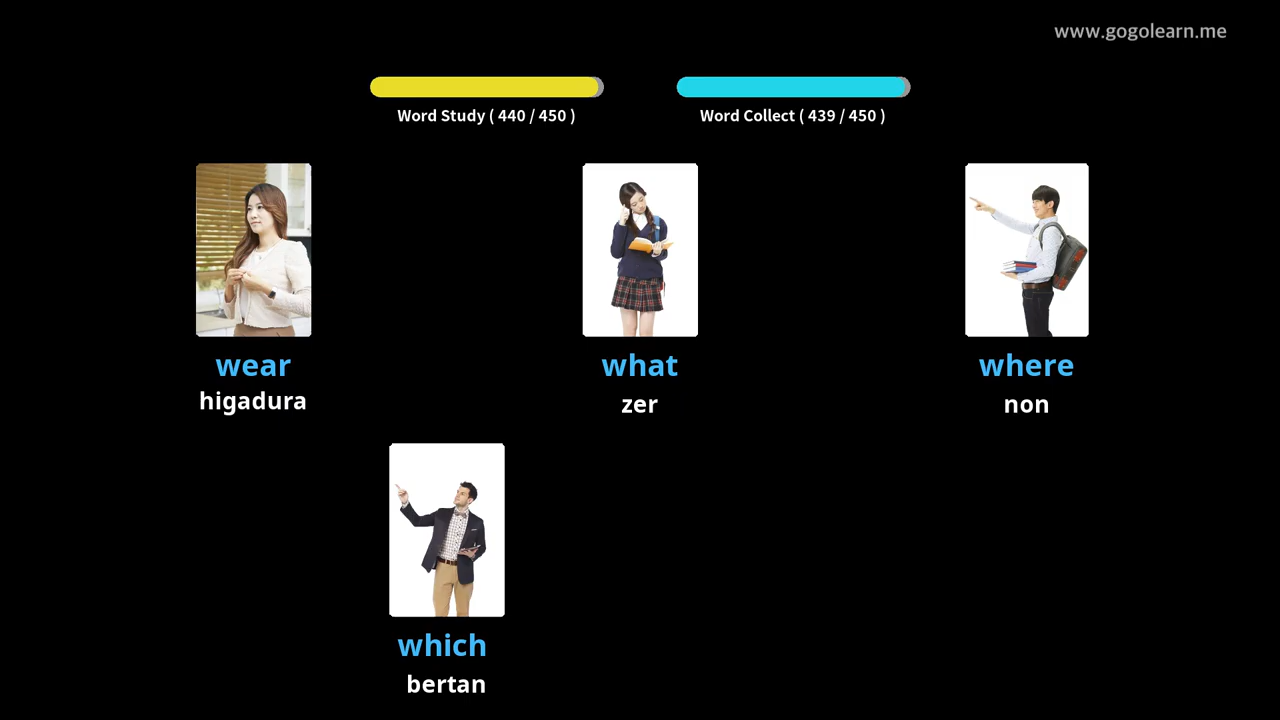 www.gogolearn.me
Word Study ( 440 / 450 )
Word Collect ( 439 / 450 )
wear
higadura
what
zer
where
non
which
bertan